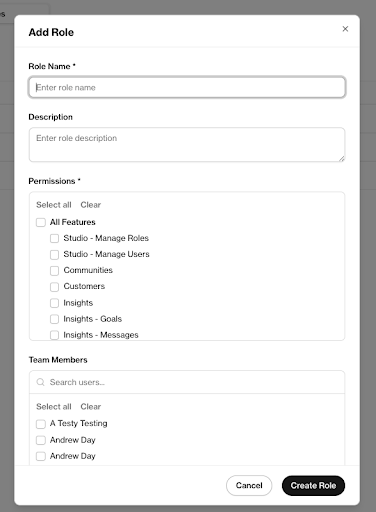 es
Add Role
×
Role Name *
Enter role name
Description
Enter role description
Permissions *
Select all Clear
All Features
Studio - Manage Roles
Studio - Manage Users
Communities
Customers
Insights
Insights - Goals
Insights - Messages
Team Members
Search users...
Select all Clear
A Testy Testing
Andrew Day
Andrew Day
Cancel Create Role